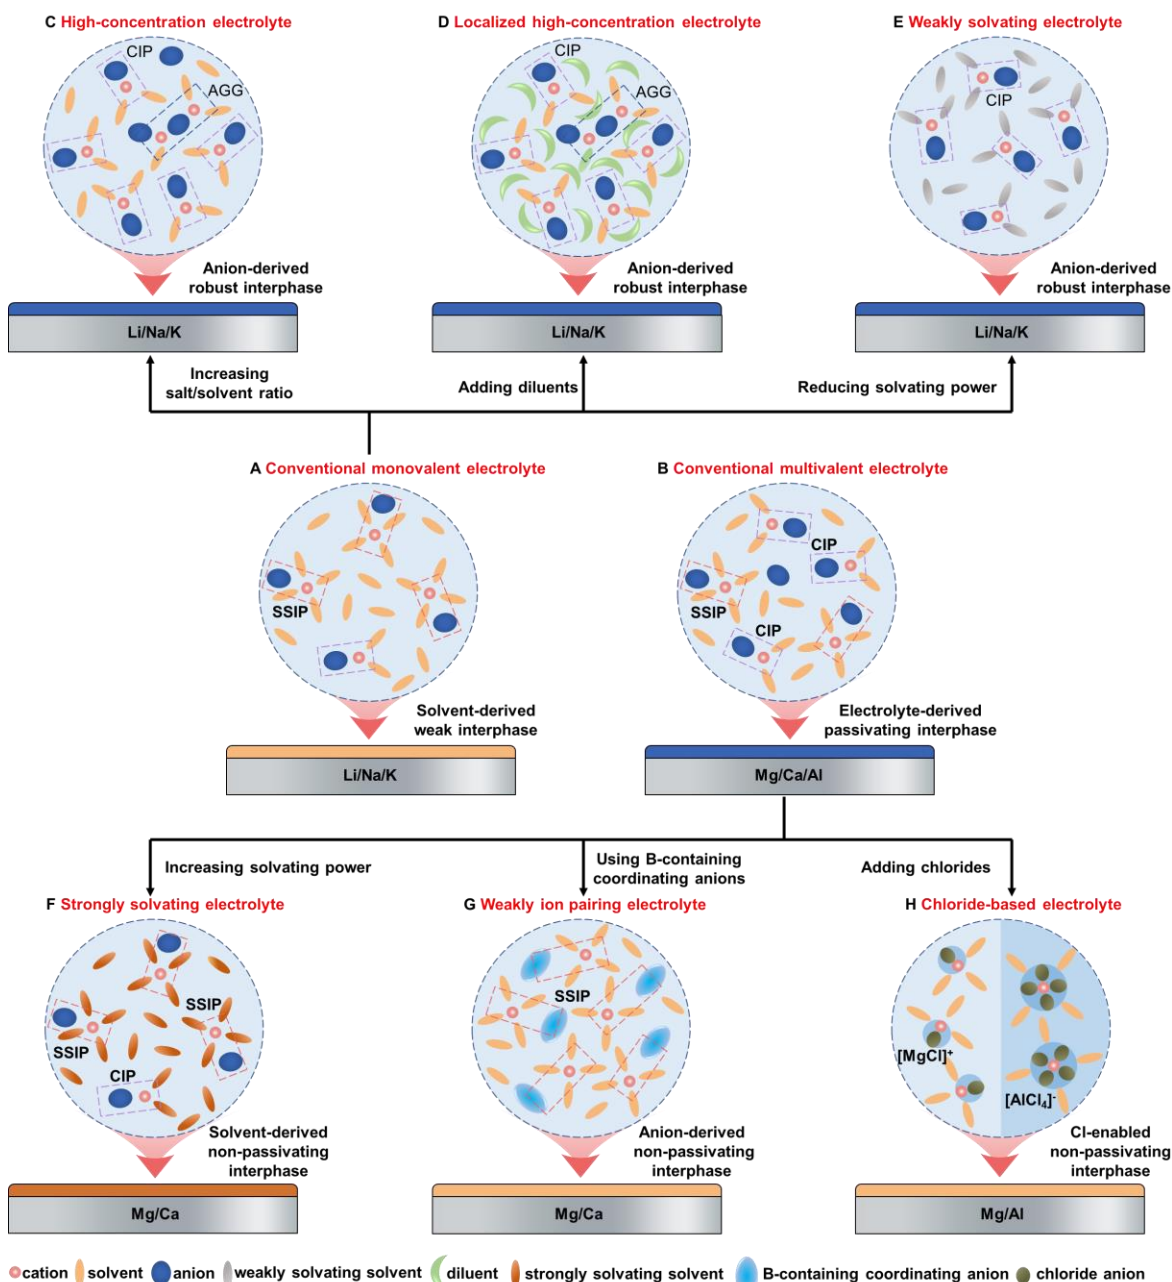 C High-concentration electrolyte
CIP
AGG
Anion-derived
robust interphase
Li/Na/K
D Localized high-concentration electrolyte
CIP
AGG
Anion-derived
robust interphase
Li/Na/K
E Weakly solvating electrolyte
CIP
Anion-derived
robust interphase
Li/Na/K
Increasing
salt/solvent ratio
Adding diluents
Reducing solvating power
A Conventional monovalent electrolyte
SSIP
Solvent-derived
weak interphase
Li/Na/K
B Conventional multivalent electrolyte
CIP
SSIP
CIP
Electrolyte-derived
passivating interphase
Mg/Ca/Al
Increasing solvating power
Using B-containing
coordinating anions
Adding chlorides
F Strongly solvating electrolyte
SSIP
SSIP
CIP
Solvent-derived
non-passivating
interphase
Mg/Ca
G Weakly ion pairing electrolyte
SSIP
Anion-derived
non-passivating
interphase
Mg/Ca
H Chloride-based electrolyte
[MgCl]⁺
[AlCl₄]⁻
Cl-enabled
non-passivating
interphase
Mg/Al
cation solvent anion weakly solvating solvent diluent strongly solvating solvent B-containing coordinating anion chloride anion